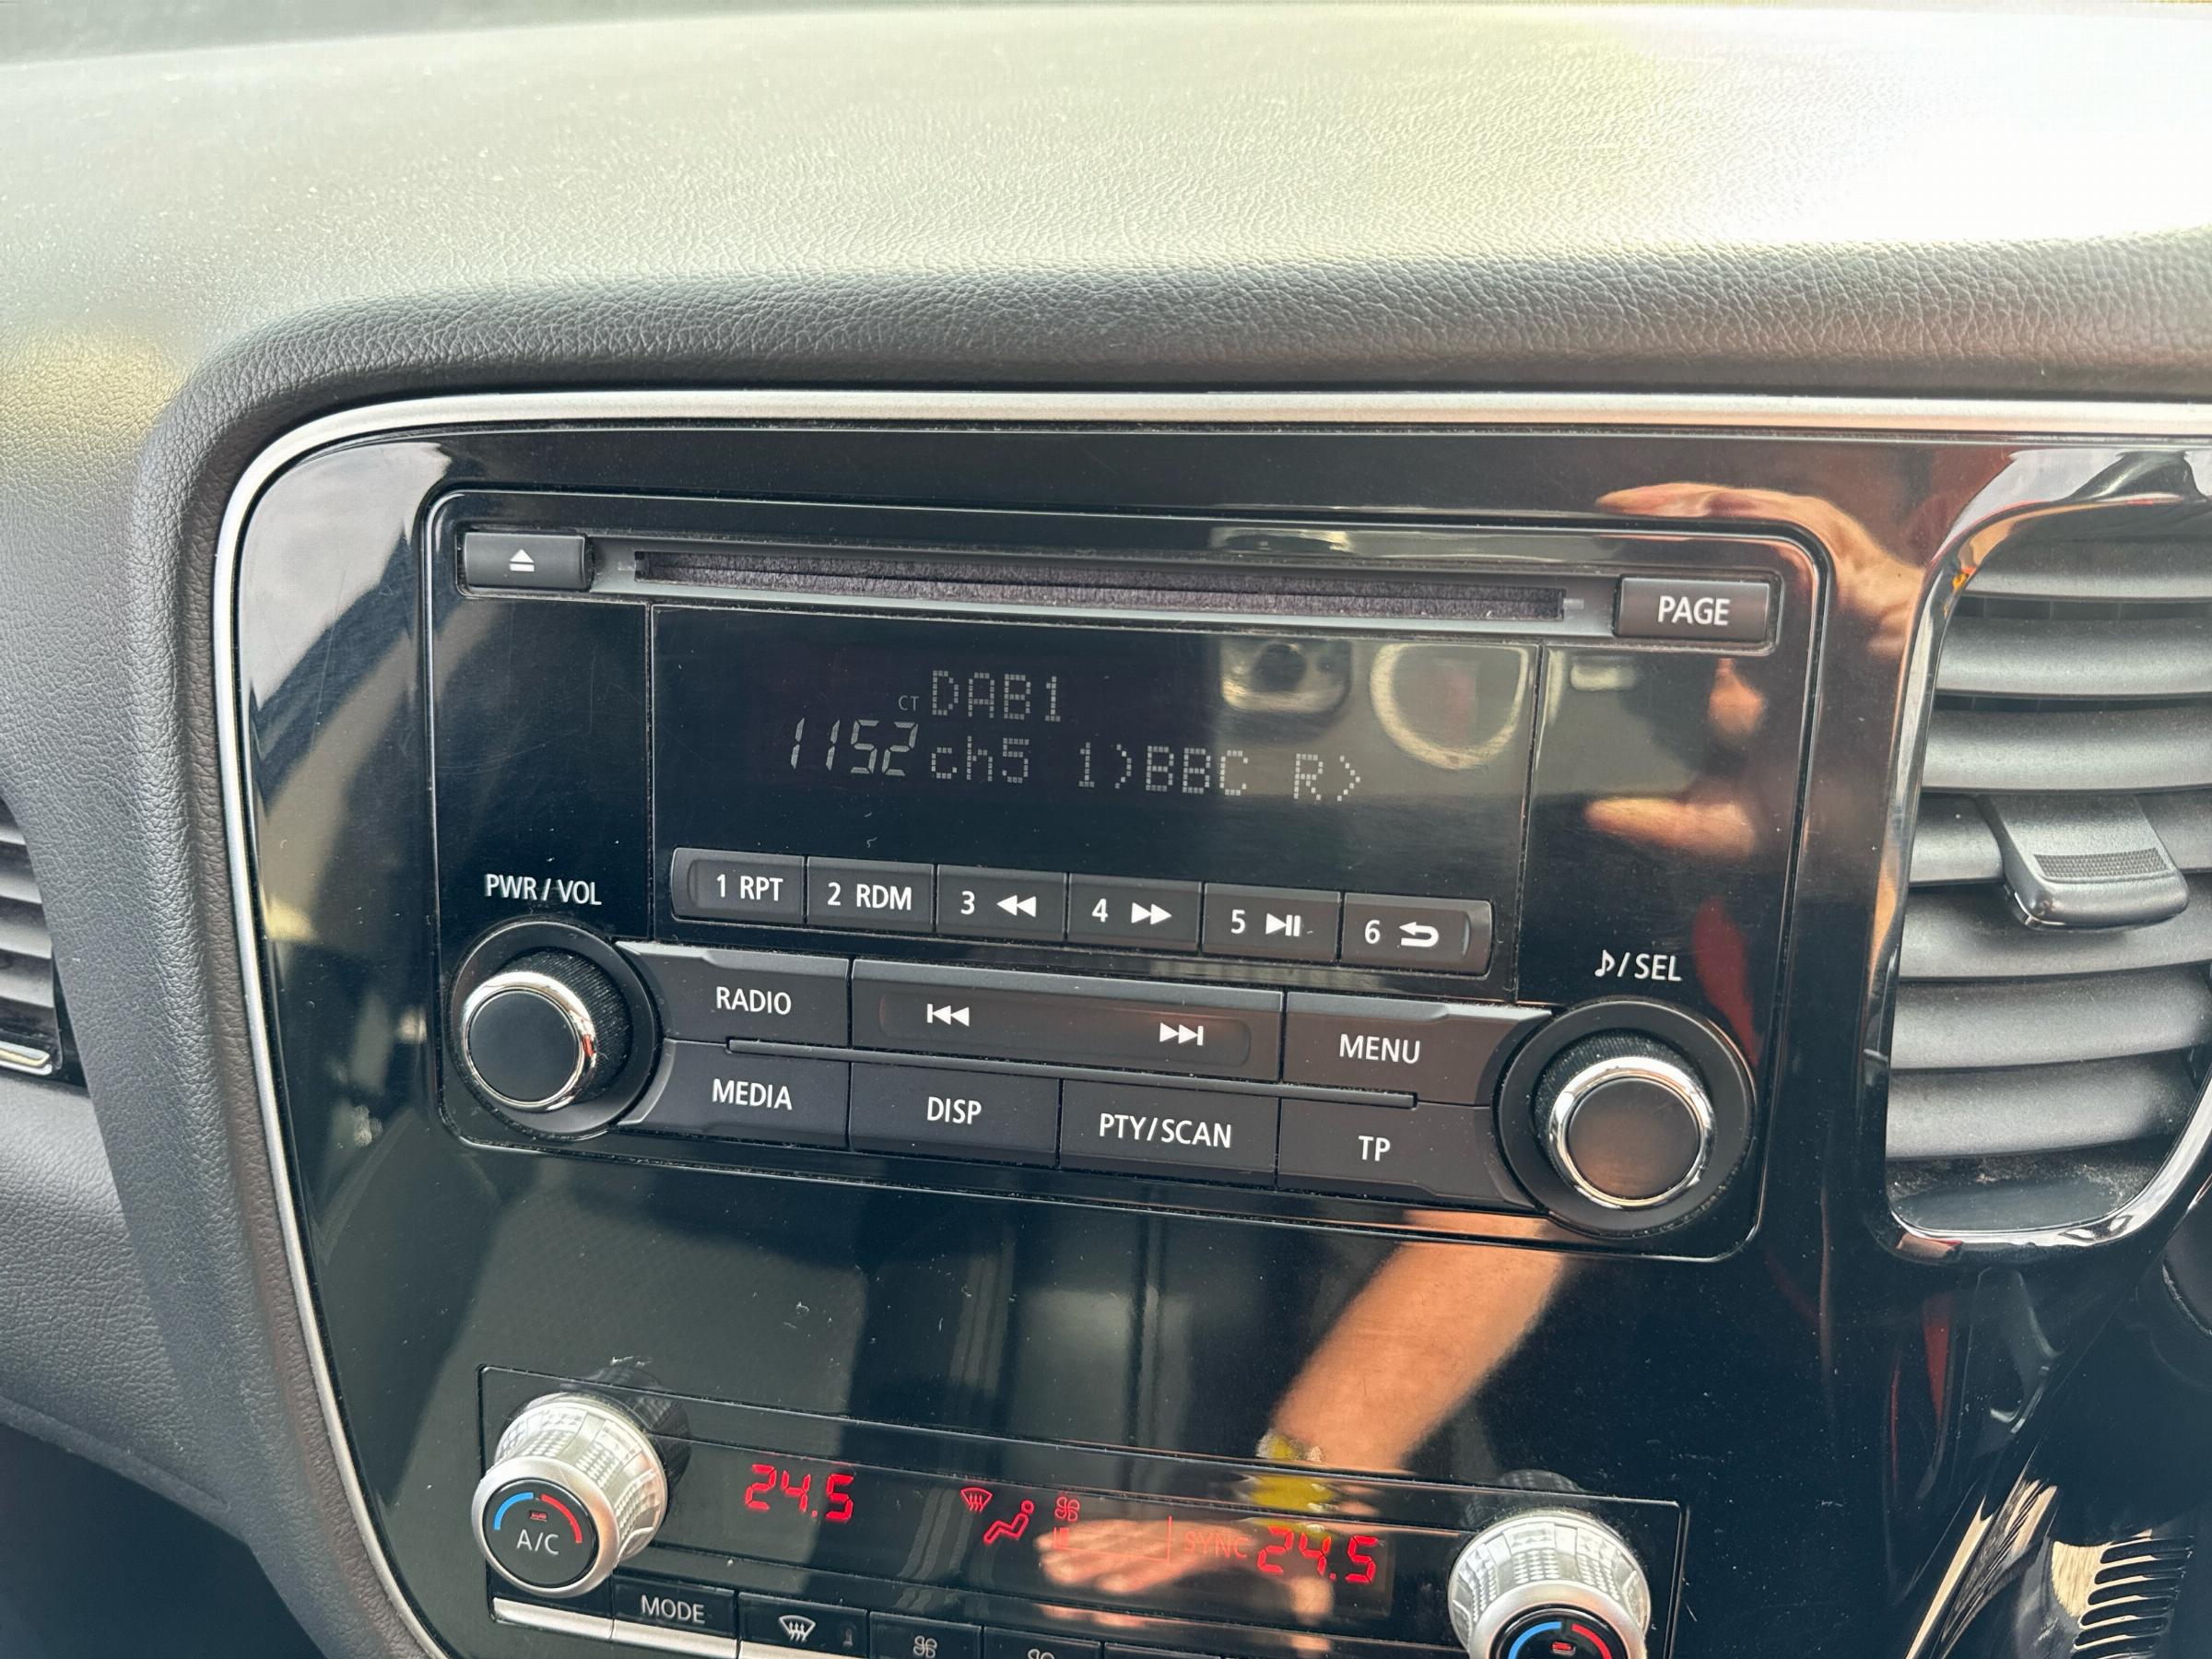 PAGE
CT DAB1
1152 ch5 1)BBC R>
PWR / VOL
1 RPT 2 RDM 3 4 5 6
♪/ SEL
RADIO MENU
MEDIA DISP PTY/SCAN TP
24.5 SYNC 24.5
A/C
MODE